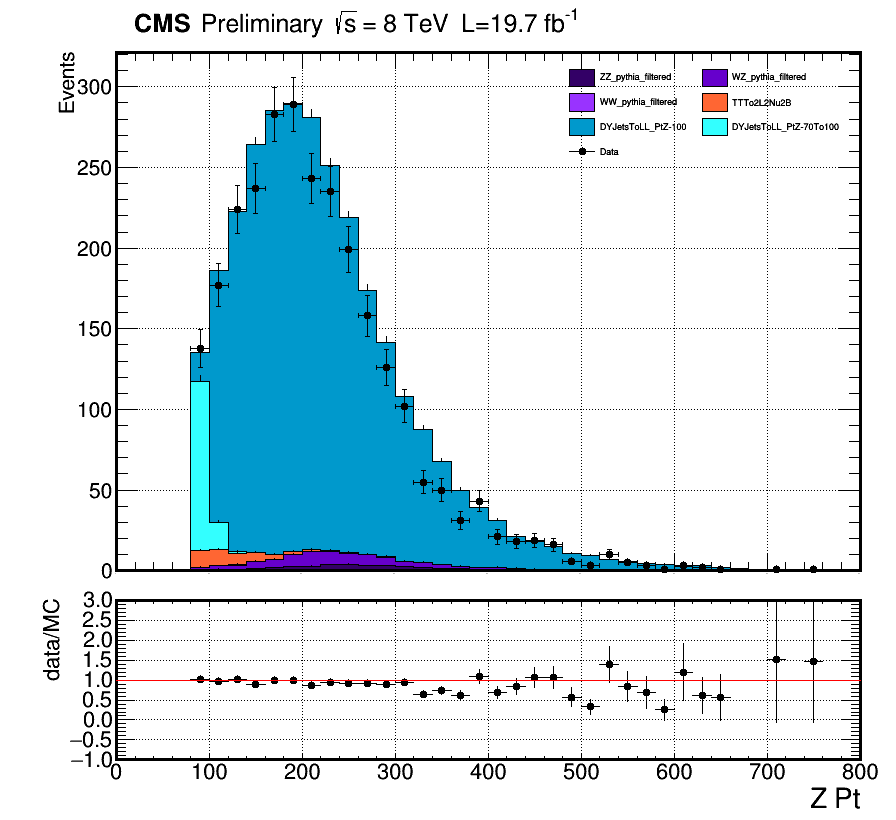 CMS Preliminary √s = 8 TeV L=19.7 fb⁻¹
Events
300
250
200
150
100
50
0
ZZ_pythia_filtered WZ_pythia_filtered
WW_pythia_filtered TTTo2L2Nu2B
DYJetsToLL_PtZ-100 DYJetsToLL_PtZ-70To100
Data
data/MC
3.0
2.5
2.0
1.5
1.0
0.5
0.0
−0.5
−1.0
0 100 200 300 400 500 600 700 800
Z Pt